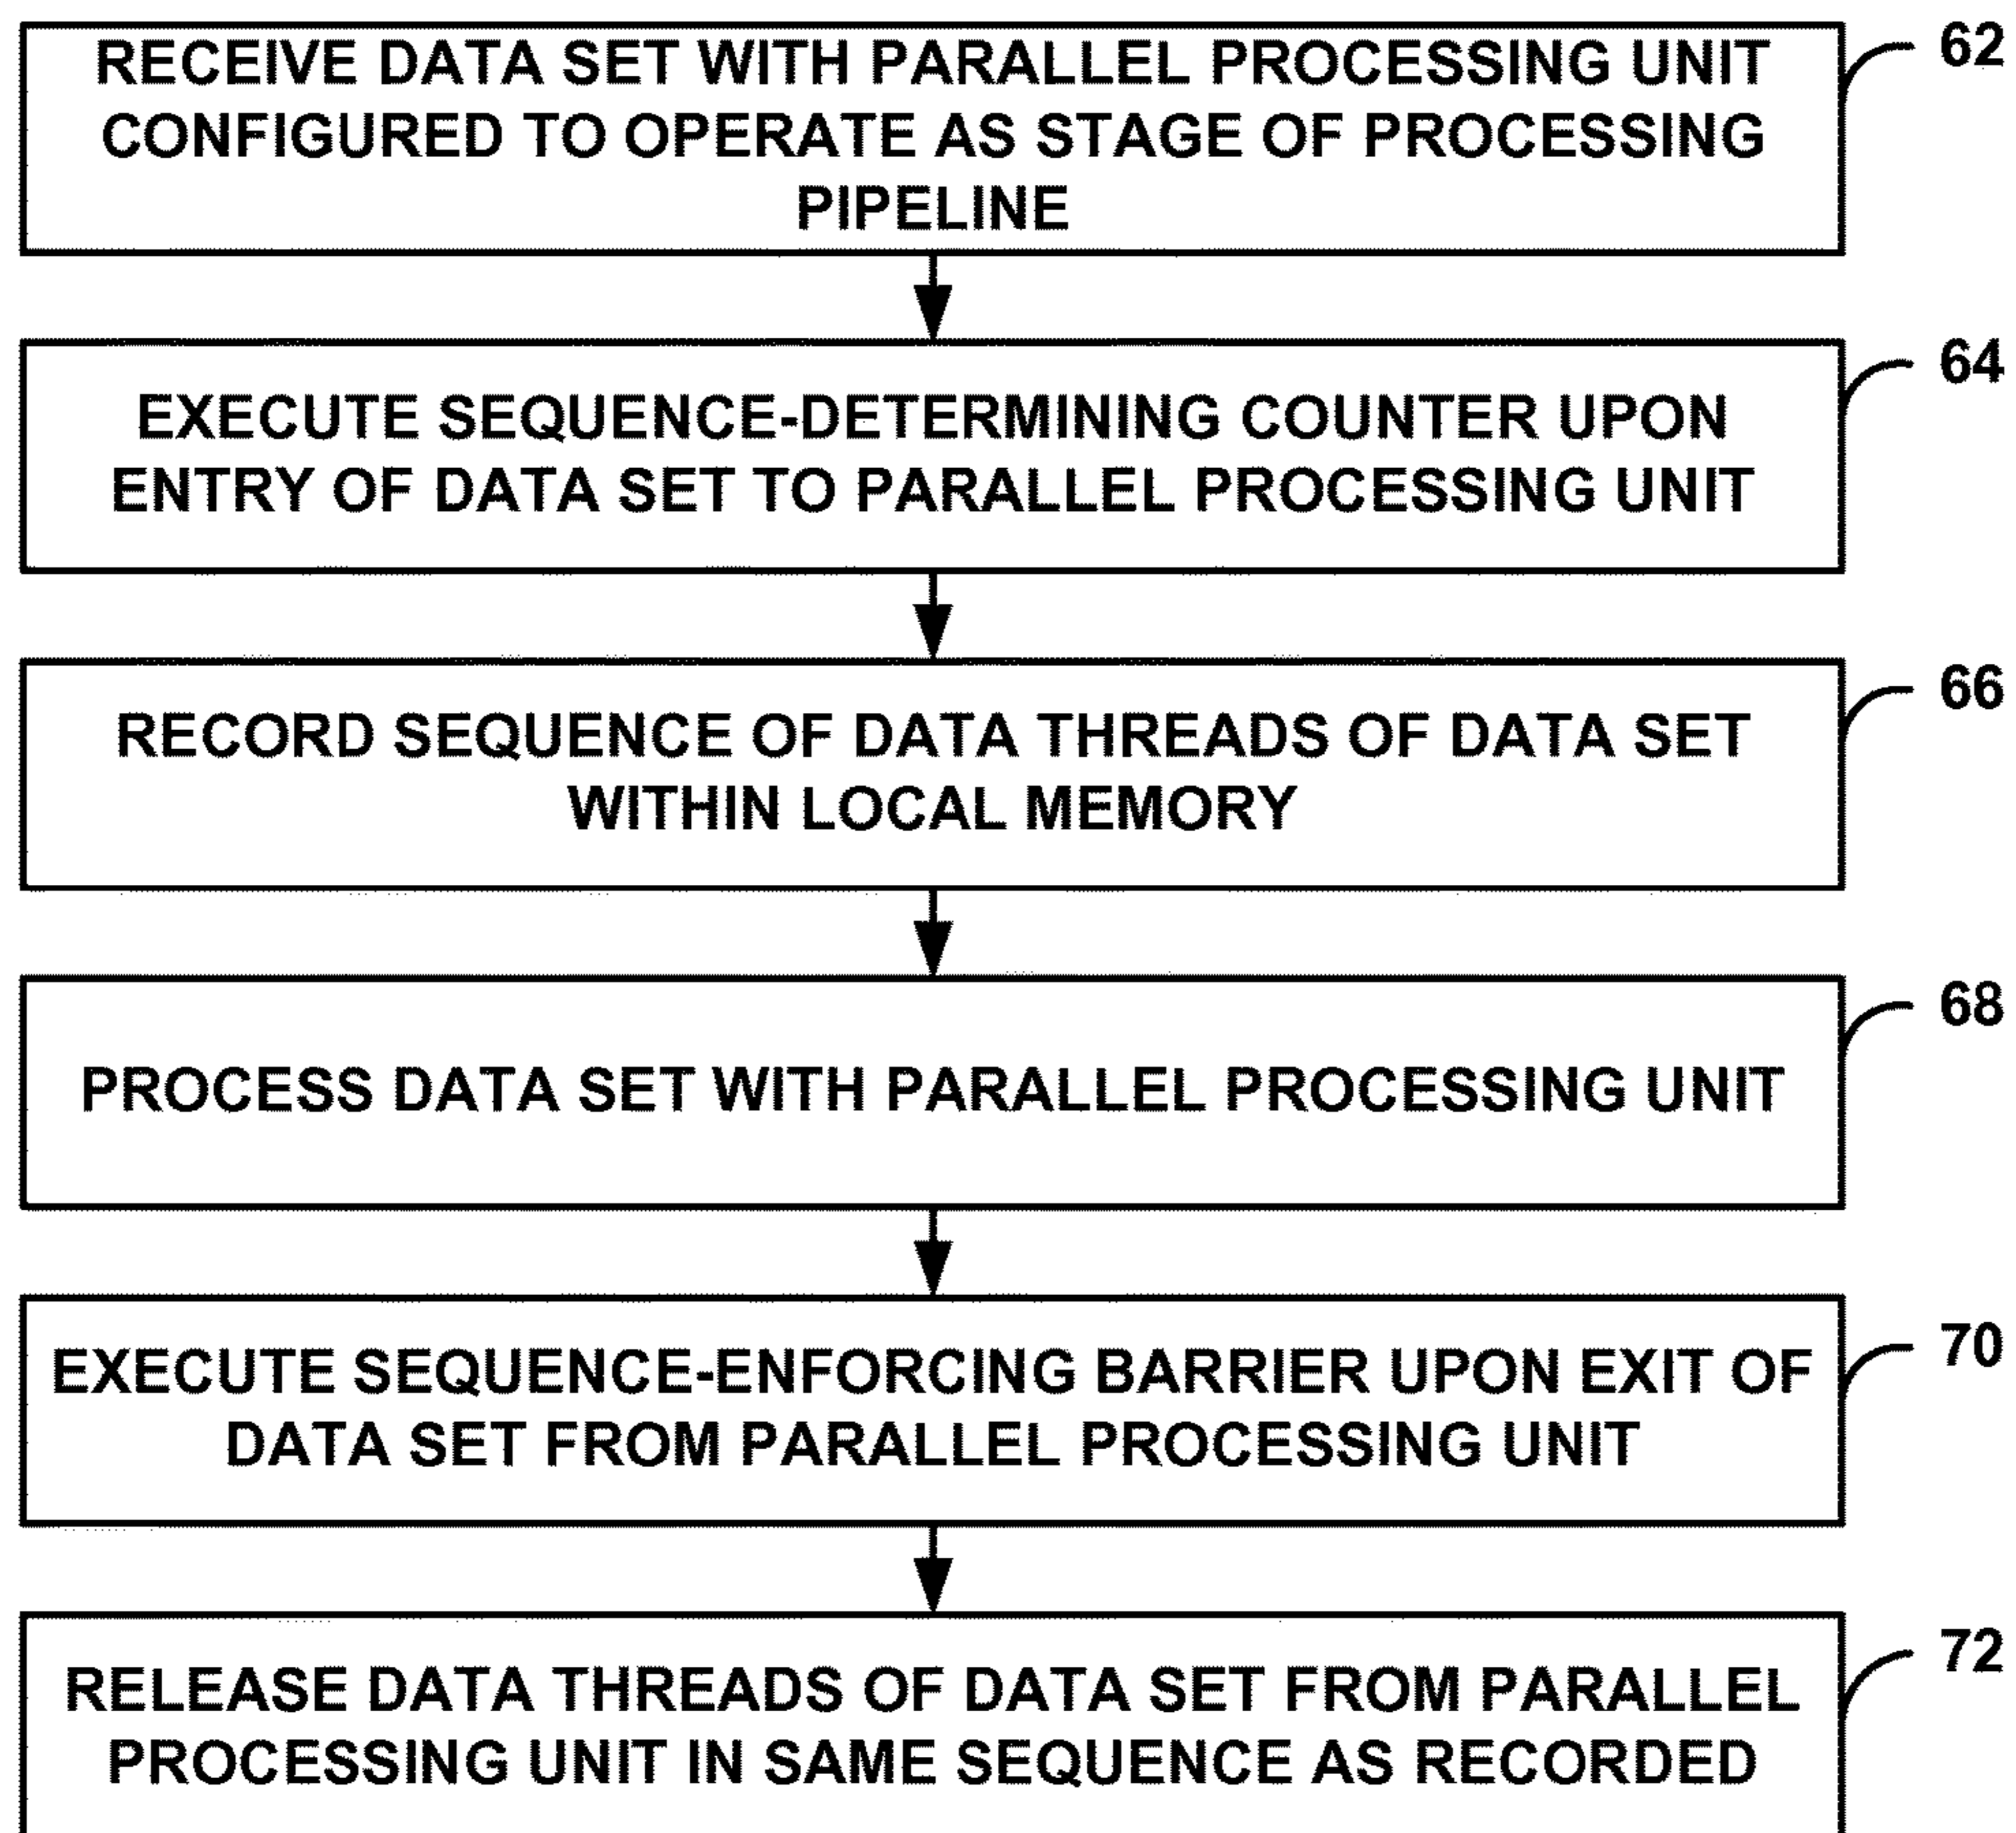 RECEIVE DATA SET WITH PARALLEL PROCESSING UNIT
CONFIGURED TO OPERATE AS STAGE OF PROCESSING
PIPELINE
62
EXECUTE SEQUENCE-DETERMINING COUNTER UPON
ENTRY OF DATA SET TO PARALLEL PROCESSING UNIT
64
RECORD SEQUENCE OF DATA THREADS OF DATA SET
WITHIN LOCAL MEMORY
66
PROCESS DATA SET WITH PARALLEL PROCESSING UNIT
68
EXECUTE SEQUENCE-ENFORCING BARRIER UPON EXIT OF
DATA SET FROM PARALLEL PROCESSING UNIT
70
RELEASE DATA THREADS OF DATA SET FROM PARALLEL
PROCESSING UNIT IN SAME SEQUENCE AS RECORDED
72